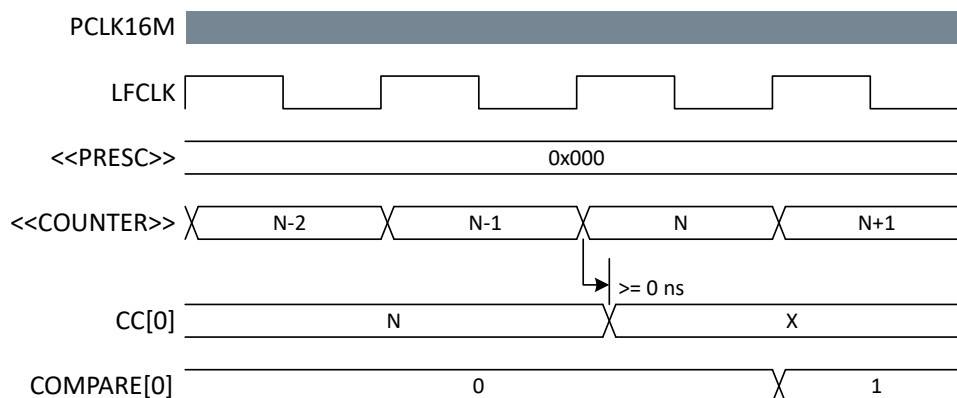 PCLK16M
LFCLK
<<PRESC>> 0x000
<<COUNTER>> N-2 N-1 N N+1
>= 0 ns
CC[0] N X
COMPARE[0] 0 1